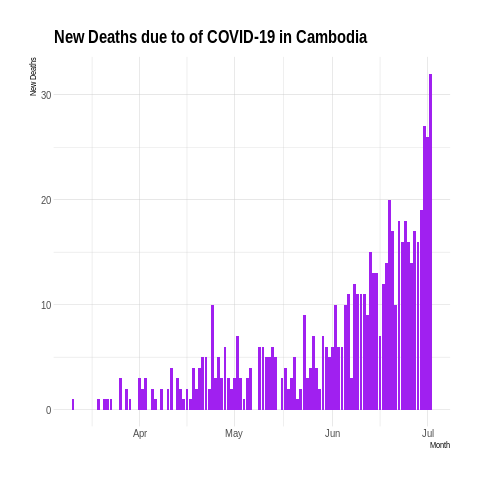 New Deaths due to of COVID-19 in Cambodia
New Deaths
30
20
10
0
Apr May Jun Jul
Month